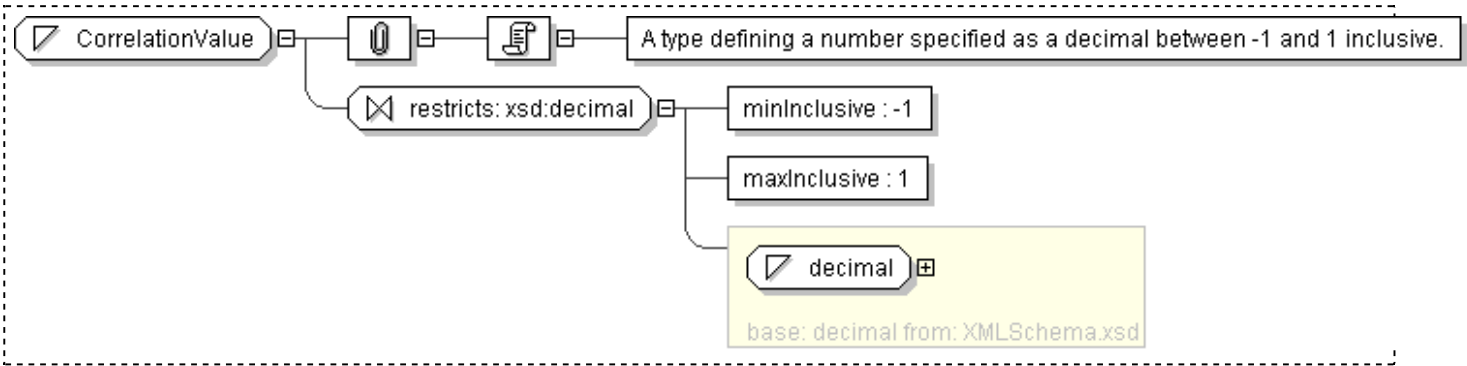 CorrelationValue
A type defining a number specified as a decimal between -1 and 1 inclusive.
restricts: xsd:decimal
minInclusive : -1
maxInclusive : 1
decimal
base: decimal from: XMLSchema.xsd